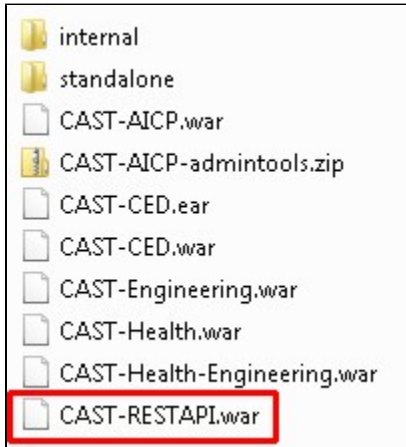 internal
standalone
CAST-AICP.war
CAST-AICP-admintools.zip
CAST-CED.ear
CAST-CED.war
CAST-Engineering.war
CAST-Health.war
CAST-Health-Engineering.war
CAST-RESTAPI.war